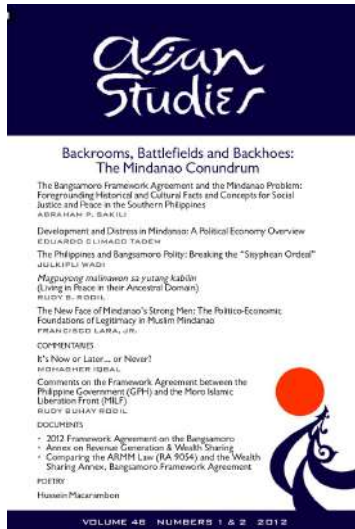 asian
Studies
Backrooms, Battlefields and Backhoes:
The Mindanao Conundrum
The Bangsamoro Framework Agreement and the Mindanao Problem:
Foregrounding Historical and Cultural Facts and Concepts for Social
Justice and Peace in the Southern Philippines
ABRAHAM P. SAKILI
Development and Distress in Mindanao: A Political Economy Overview
EDUARDO CLIMACO TADEM
The Philippines and Bangsamoro Polity: Breaking the "Sisyphean Ordeal"
JULKIPLI WADI
Magpuyong malinawon sa yutang kabilin
(Living in Peace in their Ancestral Domain)
RUDY B. RODIL
The New Face of Mindanao's Strong Men: The Politico-Economic
Foundations of Legitimacy in Muslim Mindanao
FRANCISCO LARA, JR.
COMMENTARIES
It's Now or Later... or Never!
MOHAGHER IQBAL
Comments on the Framework Agreement between the
Philippine Government (GPH) and the Moro Islamic
Liberation Front (MILF)
RUDY BUHAY RODIL
DOCUMENTS
• 2012 Framework Agreement on the Bangsamoro
• Annex on Revenue Generation & Wealth Sharing
• Comparing the ARMM Law (RA 9054) and the Wealth
Sharing Annex, Bangsamoro Framework Agreement
POETRY
Hussein Macarambon
VOLUME 48 NUMBERS 1 & 2 2012